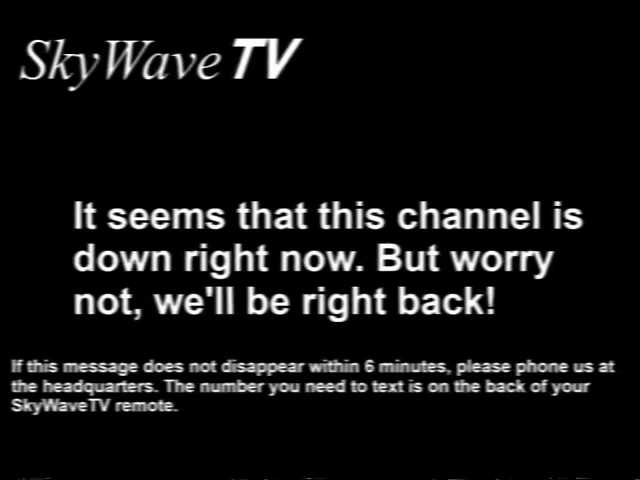 SkyWave TV
It seems that this channel is
down right now. But worry
not, we'll be right back!
If this message does not disappear within 6 minutes, please phone us at
the headquarters. The number you need to text is on the back of your
SkyWaveTV remote.